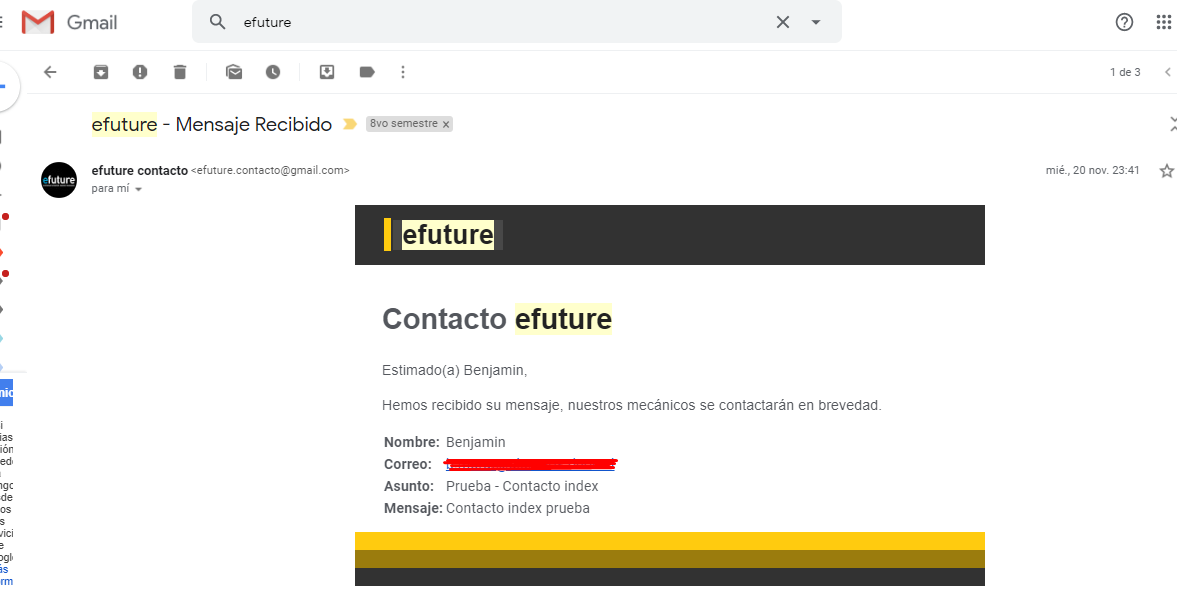 Gmail
efuture
1 de 3
efuture - Mensaje Recibido
8vo semestre x
efuture
efuture contacto <efuture.contacto@gmail.com>
mié., 20 nov. 23:41
para mí
efuture
Contacto efuture
Estimado(a) Benjamin,
Hemos recibido su mensaje, nuestros mecánicos se contactarán en brevedad.
Nombre: Benjamin
Correo:
Asunto: Prueba - Contacto index
Mensaje: Contacto index prueba